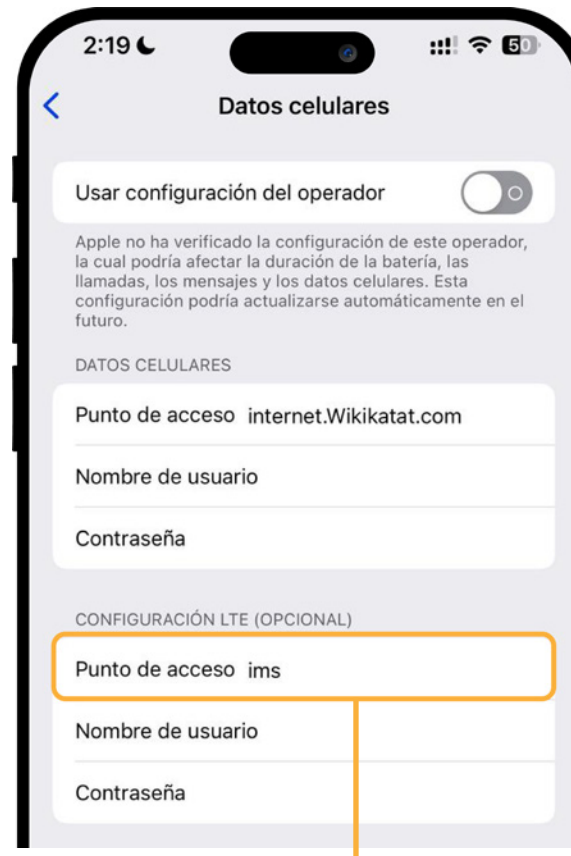 2:19
50
Datos celulares
Usar configuración del operador
Apple no ha verificado la configuración de este operador,
la cual podría afectar la duración de la batería, las
llamadas, los mensajes y los datos celulares. Esta
configuración podría actualizarse automáticamente en el
futuro.
DATOS CELULARES
Punto de acceso internet.Wikikatat.com
Nombre de usuario
Contraseña
CONFIGURACIÓN LTE (OPCIONAL)
Punto de acceso ims
Nombre de usuario
Contraseña